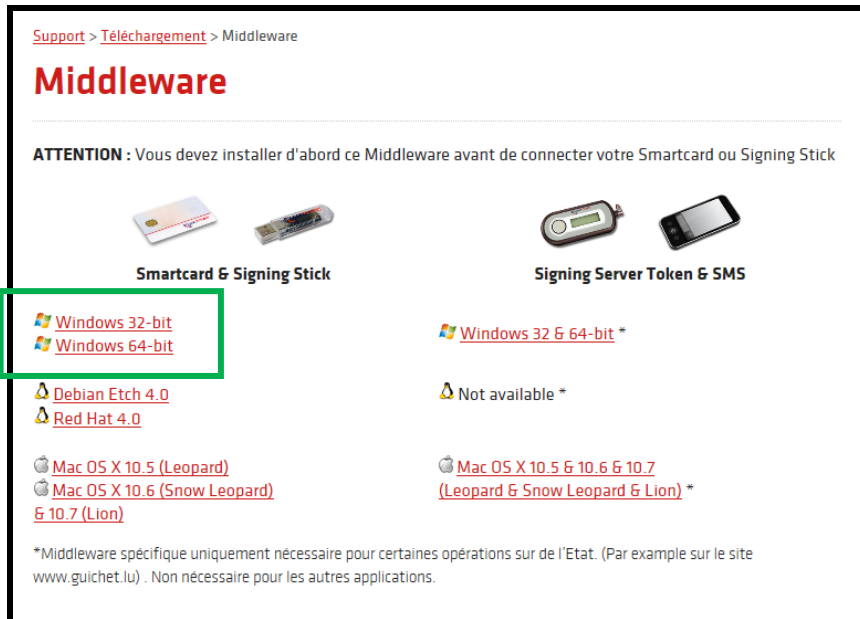 Support > Téléchargement > Middleware
Middleware
ATTENTION : Vous devez installer d'abord ce Middleware avant de connecter votre Smartcard ou Signing Stick
Smartcard & Signing Stick
Signing Server Token & SMS
Windows 32-bit
Windows 64-bit
Windows 32 & 64-bit *
Debian Etch 4.0
Red Hat 4.0
Not available *
Mac OS X 10.5 (Leopard)
Mac OS X 10.6 (Snow Leopard)
& 10.7 (Lion)
Mac OS X 10.5 & 10.6 & 10.7
(Leopard & Snow Leopard & Lion) *
*Middleware spécifique uniquement nécessaire pour certaines opérations sur de l'Etat. (Par example sur le site
www.guichet.lu) . Non nécessaire pour les autres applications.